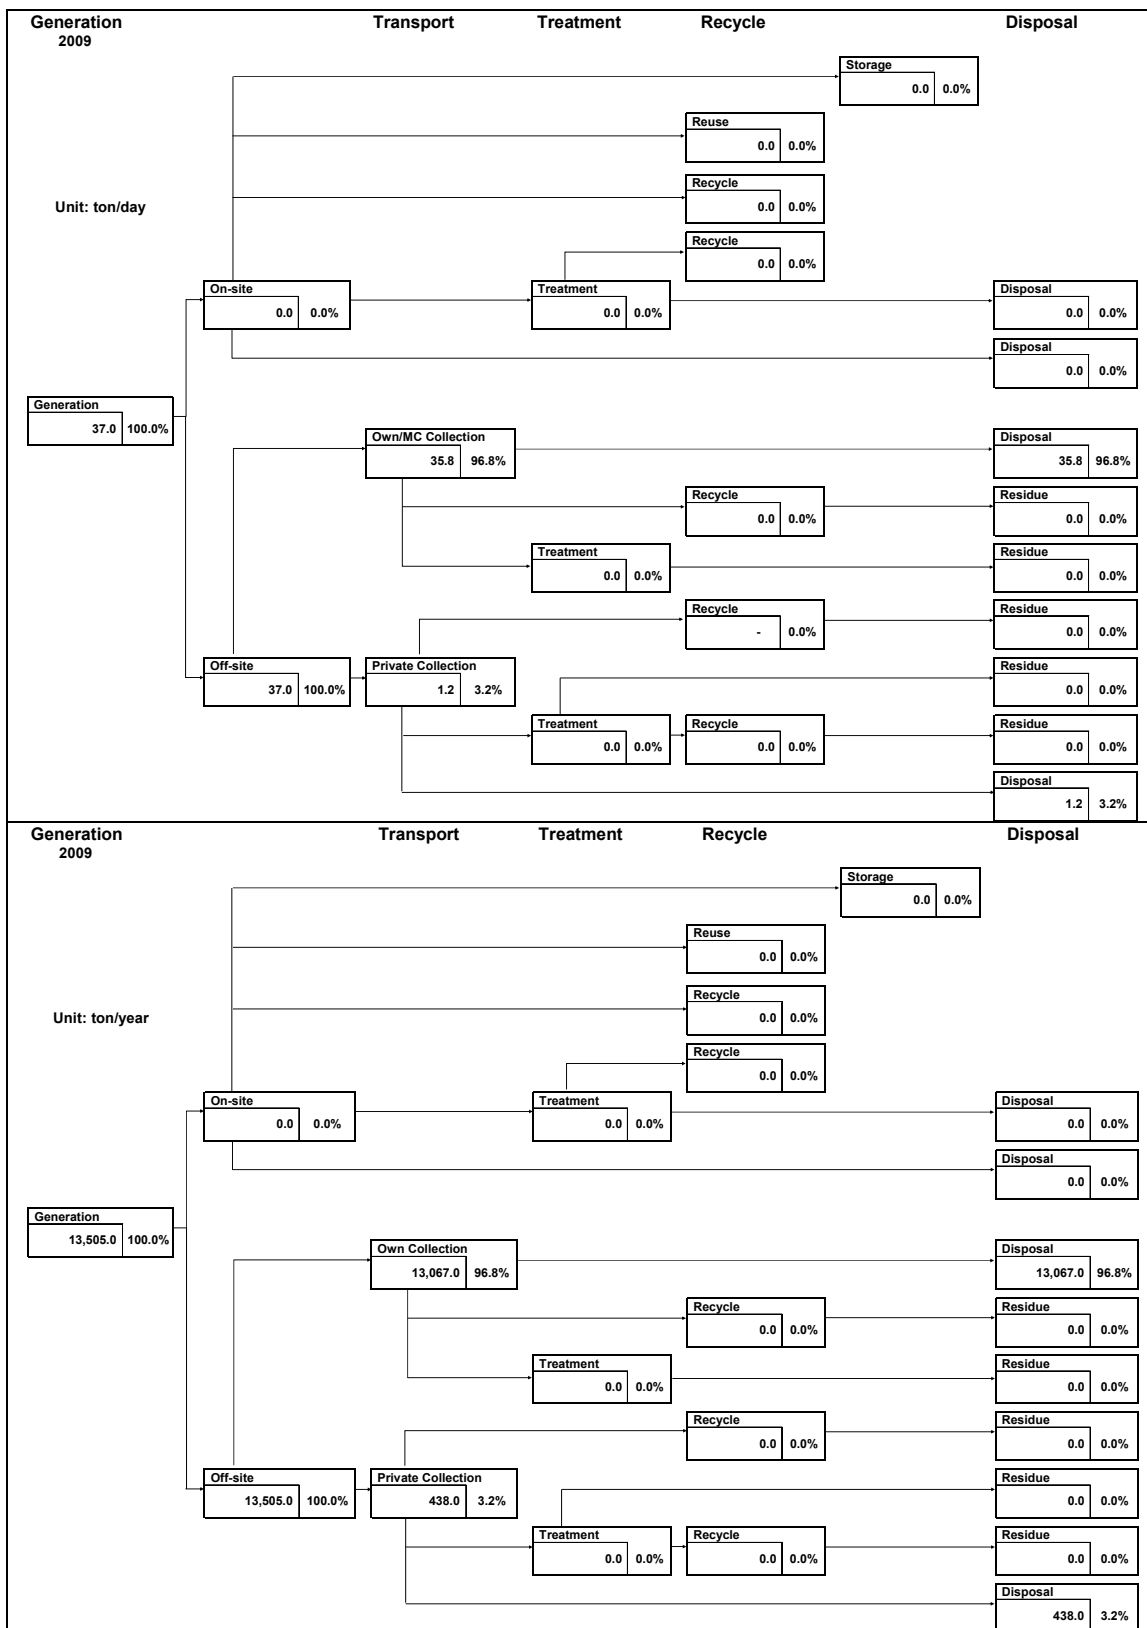 Generation Transport Treatment Recycle Disposal
2009
Storage
0.0 0.0%
Reuse
0.0 0.0%
Recycle
Unit: ton/day
0.0 0.0%
Recycle
0.0 0.0%
On-site Treatment Disposal
0.0 0.0% 0.0 0.0% 0.0 0.0%
Disposal
0.0 0.0%
Generation
37.0 100.0%
Own/MC Collection Disposal
35.8 96.8% 35.8 96.8%
Recycle Residue
0.0 0.0% 0.0 0.0%
Treatment Residue
0.0 0.0% 0.0 0.0%
Recycle Residue
- 0.0% 0.0 0.0%
Off-site Private Collection Residue
37.0 100.0% 1.2 3.2% 0.0 0.0%
Treatment Recycle Residue
0.0 0.0% 0.0 0.0% 0.0 0.0%
Disposal
1.2 3.2%
Generation Transport Treatment Recycle Disposal
2009
Storage
0.0 0.0%
Reuse
0.0 0.0%
Recycle
Unit: ton/year
0.0 0.0%
Recycle
0.0 0.0%
On-site Treatment Disposal
0.0 0.0% 0.0 0.0% 0.0 0.0%
Disposal
0.0 0.0%
Generation
13,505.0 100.0%
Own Collection Disposal
13,067.0 96.8% 13,067.0 96.8%
Recycle Residue
0.0 0.0% 0.0 0.0%
Treatment Residue
0.0 0.0% 0.0 0.0%
Recycle Residue
0.0 0.0% 0.0 0.0%
Off-site Private Collection Residue
13,505.0 100.0% 438.0 3.2% 0.0 0.0%
Treatment Recycle Residue
0.0 0.0% 0.0 0.0% 0.0 0.0%
Disposal
438.0 3.2%